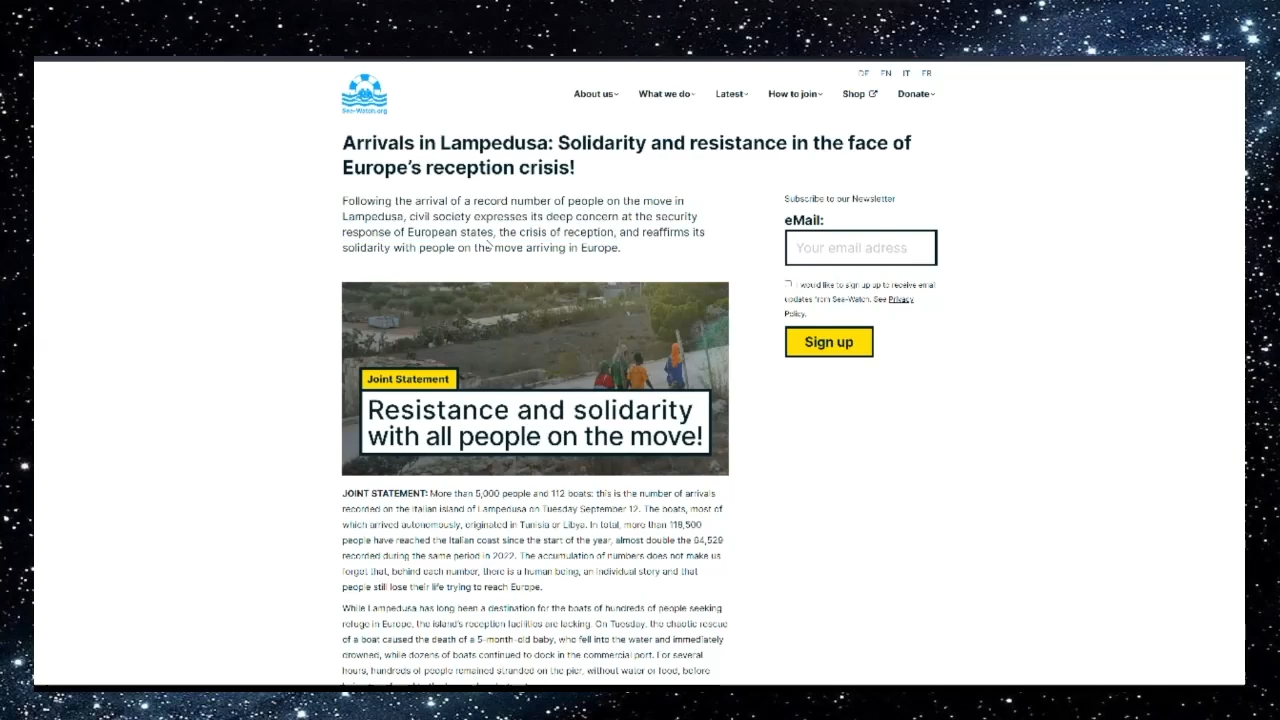 DE EN IT FR
Sea-Watch.org
About us What we do Latest How to join Shop Donate
Arrivals in Lampedusa: Solidarity and resistance in the face of
Europe’s reception crisis!
Following the arrival of a record number of people on the move in
Lampedusa, civil society expresses its deep concern at the security
response of European states, the crisis of reception, and reaffirms its
solidarity with people on the move arriving in Europe.
Subscribe to our Newsletter
eMail:
Your email adress
I would like to sign up up to receive email
updates from Sea-Watch. See Privacy
Policy.
Sign up
Joint Statement
Resistance and solidarity
with all people on the move!
JOINT STATEMENT: More than 5,000 people and 112 boats: this is the number of arrivals
recorded on the Italian island of Lampedusa on Tuesday September 12. The boats, most of
which arrived autonomously, originated in Tunisia or Libya. In total, more than 118,500
people have reached the Italian coast since the start of the year, almost double the 64,529
recorded during the same period in 2022. The accumulation of numbers does not make us
forget that, behind each number, there is a human being, an individual story and that
people still lose their life trying to reach Europe.
While Lampedusa has long been a destination for the boats of hundreds of people seeking
refuge in Europe, the island’s reception facilities are lacking. On Tuesday, the chaotic rescue
of a boat caused the death of a 5-month-old baby, who fell into the water and immediately
drowned, while dozens of boats continued to dock in the commercial port. For several
hours, hundreds of people remained stranded on the pier, without water or food, before